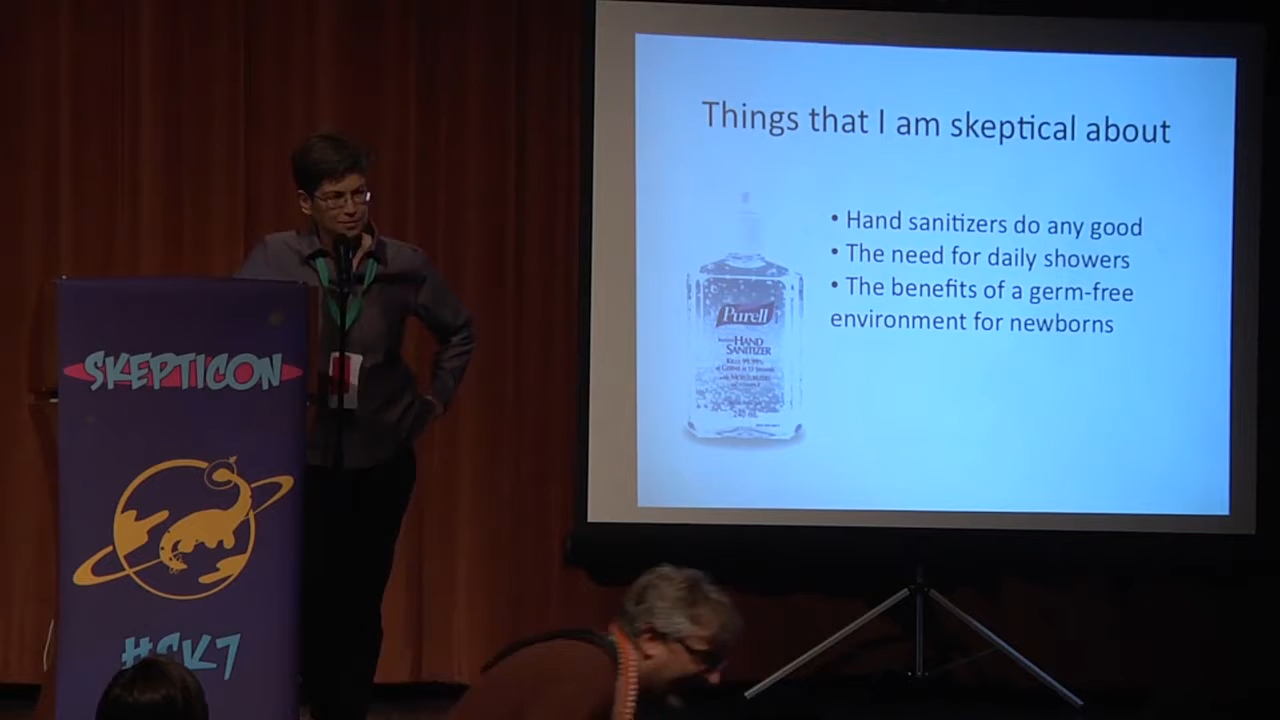 Things that I am skeptical about
• Hand sanitizers do any good
• The need for daily showers
• The benefits of a germ-free
environment for newborns
Purell
HAND
SANITIZER
SKEPTICON
#SK7